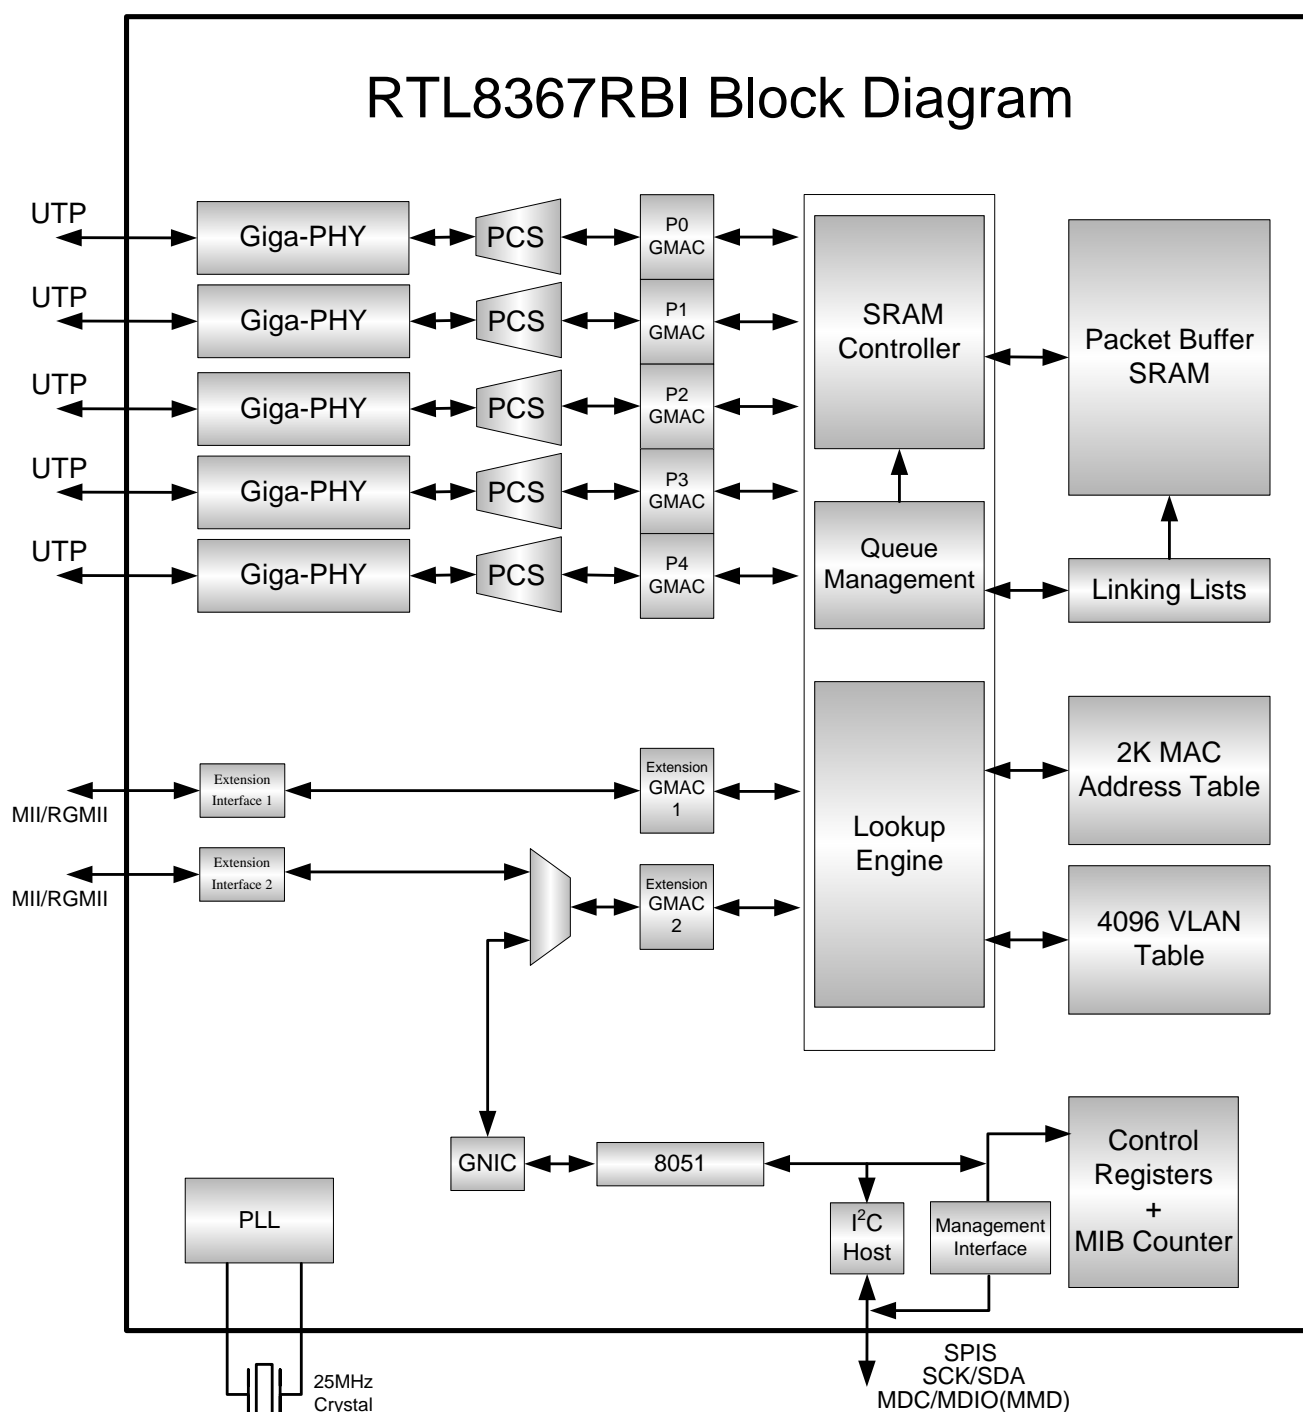 RTL8367RBI Block Diagram
UTP
Giga-PHY
PCS
P0
GMAC
UTP
Giga-PHY
PCS
P1
GMAC
UTP
Giga-PHY
PCS
P2
GMAC
UTP
Giga-PHY
PCS
P3
GMAC
UTP
Giga-PHY
PCS
P4
GMAC
SRAM
Controller
Packet Buffer
SRAM
Queue
Management
Linking Lists
MII/RGMII
Extension
Interface 1
Extension
GMAC
1
MII/RGMII
Extension
Interface 2
Extension
GMAC
2
Lookup
Engine
2K MAC
Address Table
4096 VLAN
Table
GNIC
8051
I²C
Host
Management
Interface
Control
Registers
+
MIB Counter
PLL
25MHz
Crystal
SPIS
SCK/SDA
MDC/MDIO(MMD)